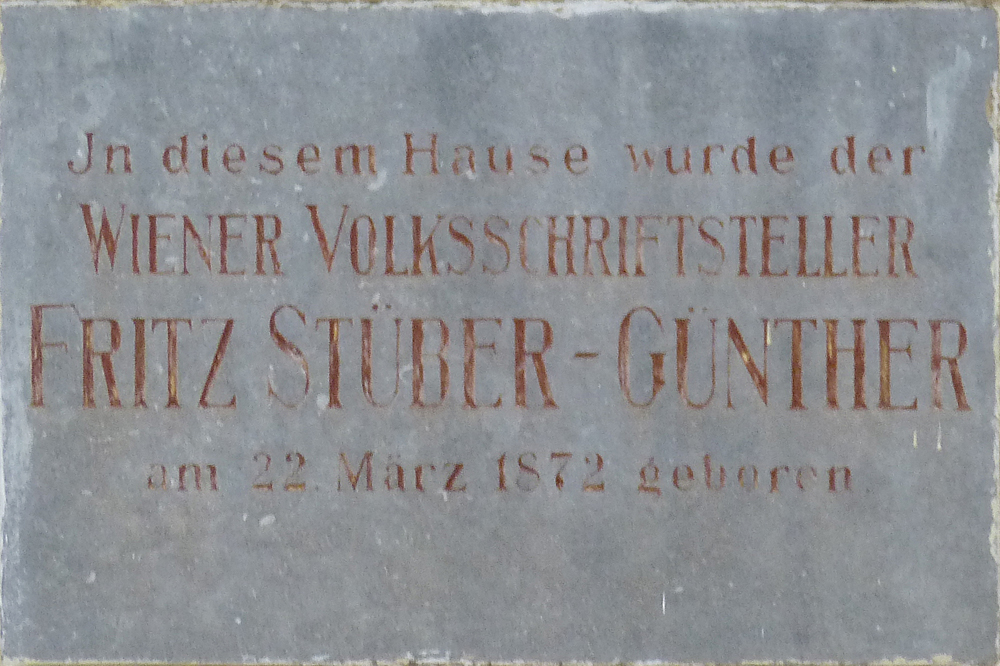 Jn diesem Hause wurde der
WIENER VOLKSSCHRIFTSTELLER
FRITZ STÜBER-GÜNTHER
am 22. März 1872 geboren.